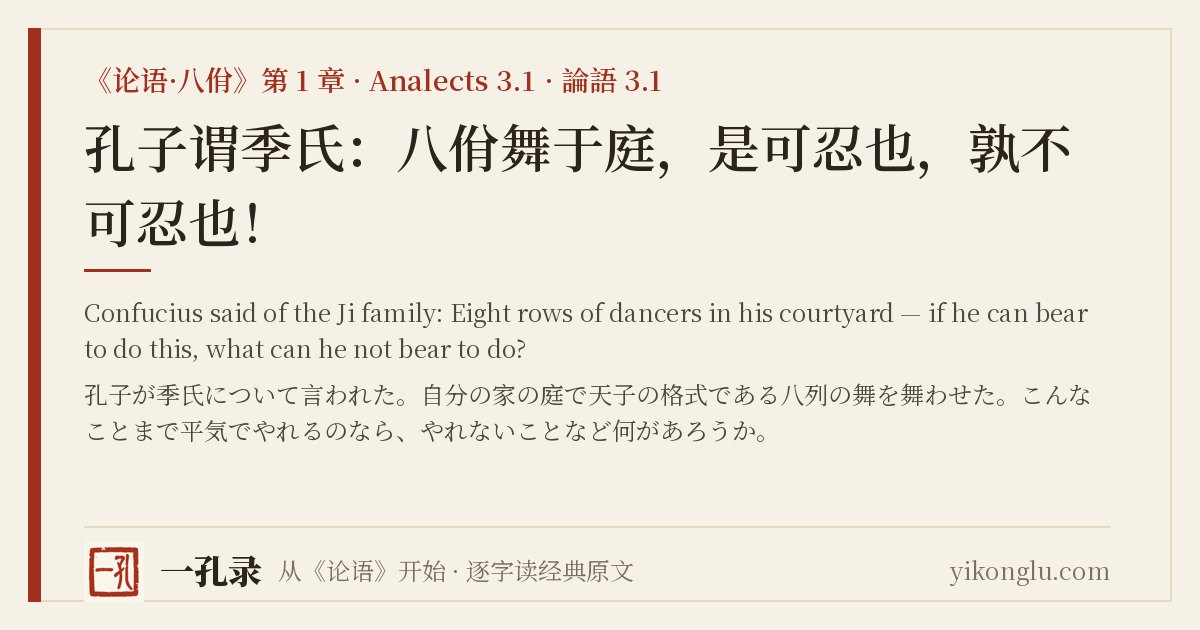 《论语·八佾》第 1 章 · Analects 3.1 · 論語 3.1
孔子谓季氏：八佾舞于庭，是可忍也，孰不
可忍也！
Confucius said of the Ji family: Eight rows of dancers in his courtyard — if he can bear
to do this, what can he not bear to do?
孔子が季氏について言われた。自分の家の庭で天子の格式である八列の舞を舞わせた。こんな
ことまで平気でやれるのなら、やれないことなど何があろうか。
一孔
一孔录 从《论语》开始 · 逐字读经典原文 yikonglu.com